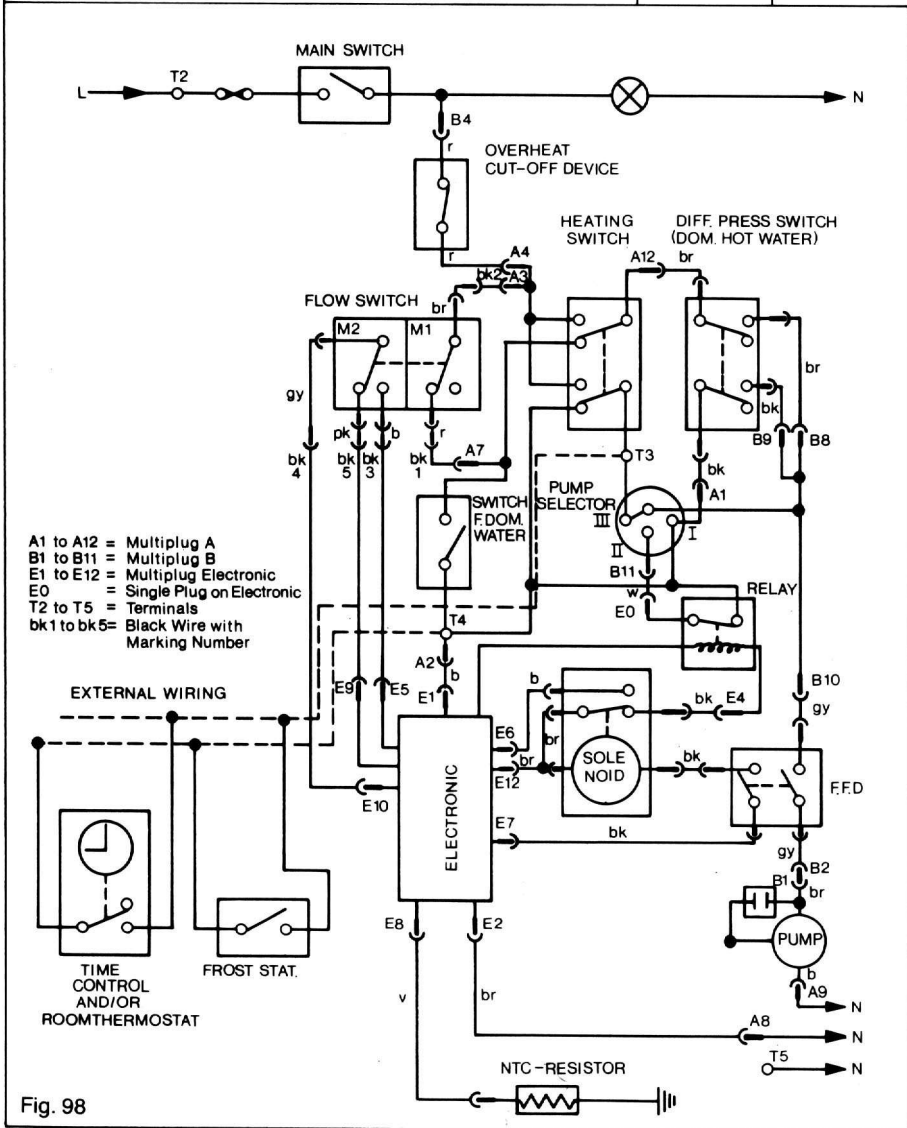 MAIN SWITCH
L
T2
N
B4
r
OVERHEAT
CUT-OFF DEVICE
HEATING
SWITCH
DIFF. PRESS SWITCH
(DOM. HOT WATER)
r
A4
bk2
A3
A12
br
FLOW SWITCH
br
M2
M1
gy
br
bk
pk
b
r
B9
B8
bk
4
bk
5
bk
3
bk
1
A7
T3
bk
A1
SWITCH
F.DOM.
WATER
PUMP
SELECTOR
III
II
I
A1 to A12 = Multiplug A
B1 to B11 = Multiplug B
E1 to E12 = Multiplug Electronic
E0 = Single Plug on Electronic
T2 to T5 = Terminals
bk1 to bk5= Black Wire with
Marking Number
B11
w
E0
RELAY
T4
A2
b
E1
EXTERNAL WIRING
E9
E5
b
bk
E4
B10
gy
E6
br
br
E12
SOLE
NOID
bk
F.F.D
E10
ELECTRONIC
E7
bk
gy
B2
B1
br
E8
E2
PUMP
TIME
CONTROL
AND/OR
ROOMTHERMOSTAT
FROST STAT.
b
A9
N
v
br
A8
N
T5
N
NTC-RESISTOR
Fig. 98